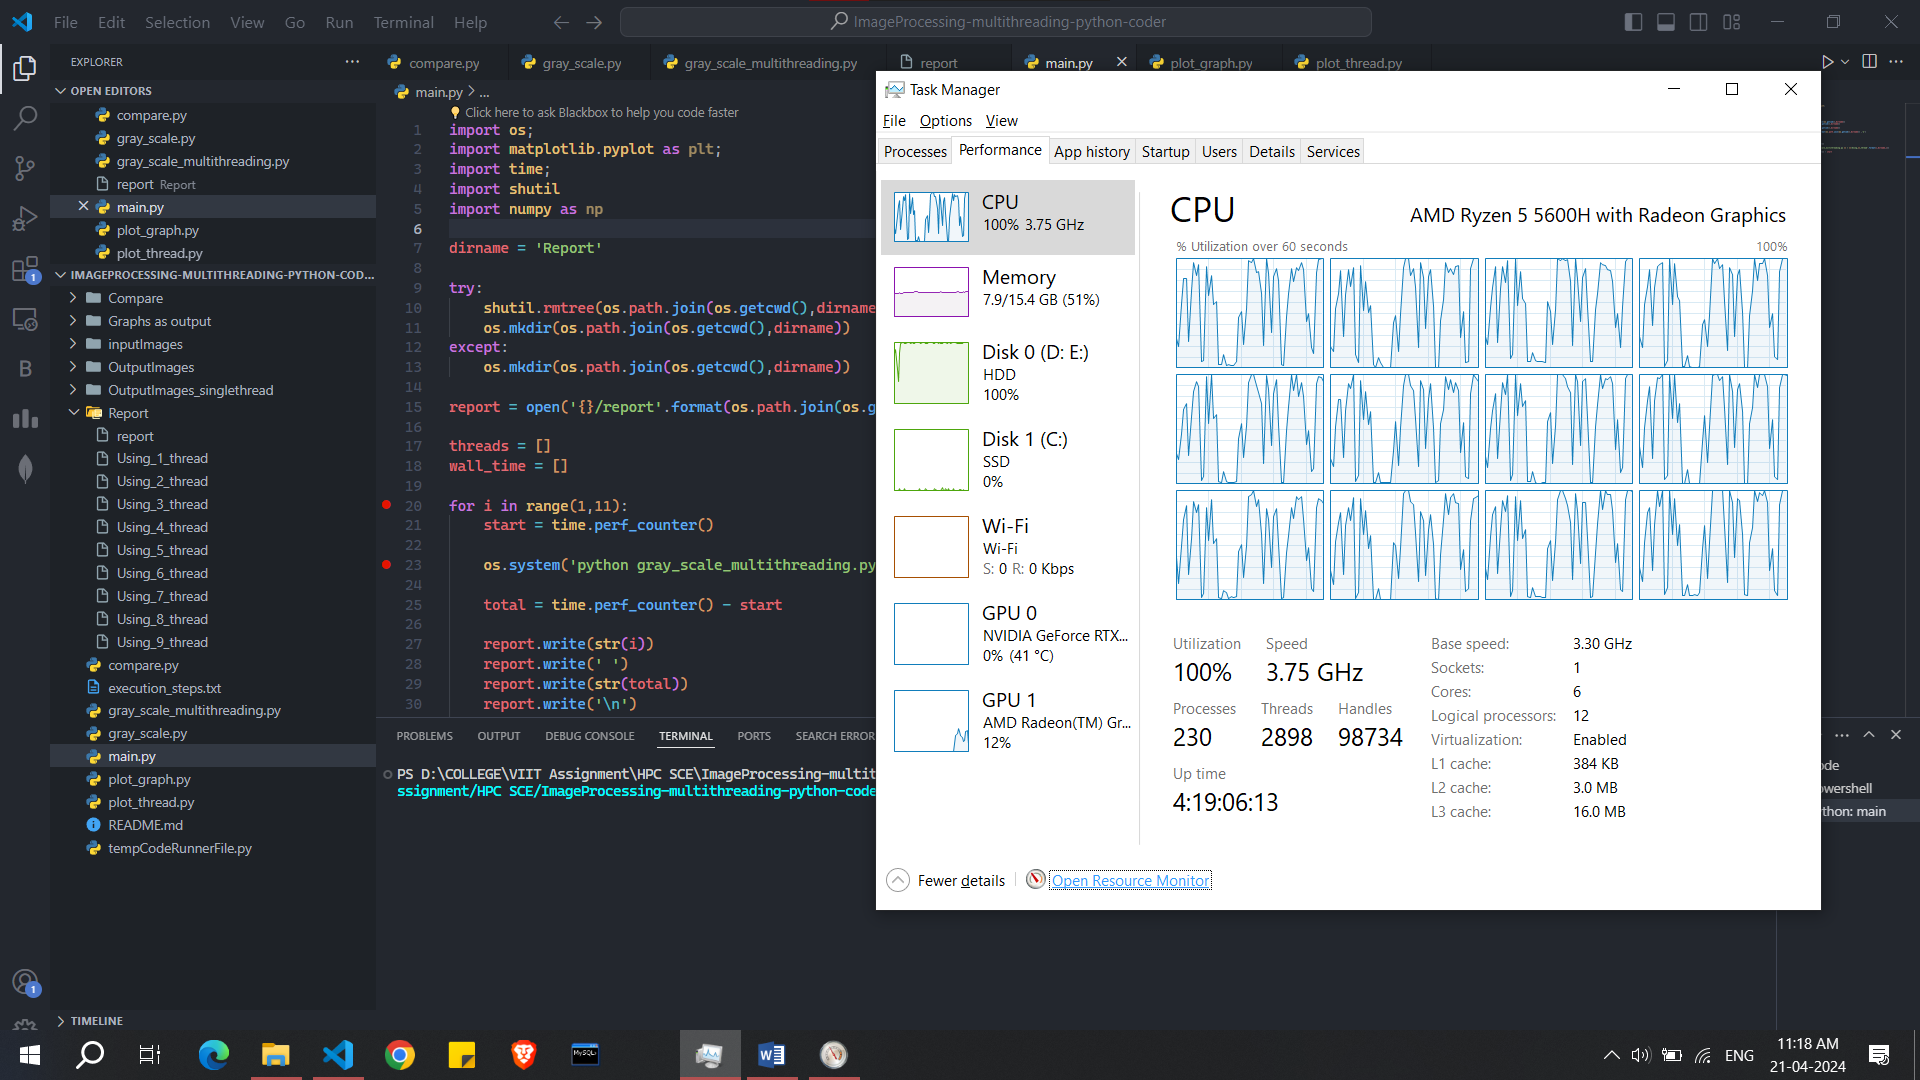 File Edit Selection View Go Run Terminal Help
ImageProcessing-multithreading-python-coder
EXPLORER
OPEN EDITORS
compare.py
gray_scale.py
gray_scale_multithreading.py
report Report
main.py
plot_graph.py
plot_thread.py
IMAGEPROCESSING-MULTITHREADING-PYTHON-COD...
Compare
Graphs as output
inputImages
OutputImages
OutputImages_singlethread
Report
report
Using_1_thread
Using_2_thread
Using_3_thread
Using_4_thread
Using_5_thread
Using_6_thread
Using_7_thread
Using_8_thread
Using_9_thread
compare.py
execution_steps.txt
gray_scale_multithreading.py
gray_scale.py
main.py
plot_graph.py
plot_thread.py
README.md
tempCodeRunnerFile.py
TIMELINE
1
B
1
compare.py gray_scale.py gray_scale_multithreading.py report main.py plot_graph.py plot_thread.py
main.py > ...
Click here to ask Blackbox to help you code faster
1 import os;
2 import matplotlib.pyplot as plt;
3 import time;
4 import shutil
5 import numpy as np
6
7 dirname = 'Report'
8
9 try:
10 shutil.rmtree(os.path.join(os.getcwd(),dirname
11 os.mkdir(os.path.join(os.getcwd(),dirname))
12 except:
13 os.mkdir(os.path.join(os.getcwd(),dirname))
14
15 report = open('{}/report'.format(os.path.join(os.g
16
17 threads = []
18 wall_time = []
19
20 for i in range(1,11):
21 start = time.perf_counter()
22
23 os.system('python gray_scale_multithreading.py
24
25 total = time.perf_counter() - start
26
27 report.write(str(i))
28 report.write(' ')
29 report.write(str(total))
30 report.write('\n')
PROBLEMS OUTPUT DEBUG CONSOLE TERMINAL PORTS SEARCH ERROR
PS D:\COLLEGE\VIIT Assignment\HPC SCE\ImageProcessing-multit
ssignment/HPC SCE/ImageProcessing-multithreading-python-code
ode
owershell
thon: main
Task Manager
File Options View
Processes Performance App history Startup Users Details Services
CPU
100% 3.75 GHz
Memory
7.9/15.4 GB (51%)
Disk 0 (D: E:)
HDD
100%
Disk 1 (C:)
SSD
0%
Wi-Fi
Wi-Fi
S: 0 R: 0 Kbps
GPU 0
NVIDIA GeForce RTX...
0% (41 °C)
GPU 1
AMD Radeon(TM) Gr...
12%
CPU AMD Ryzen 5 5600H with Radeon Graphics
% Utilization over 60 seconds 100%
Utilization Speed
100% 3.75 GHz
Processes Threads Handles
230 2898 98734
Up time
4:19:06:13
Base speed: 3.30 GHz
Sockets: 1
Cores: 6
Logical processors: 12
Virtualization: Enabled
L1 cache: 384 KB
L2 cache: 3.0 MB
L3 cache: 16.0 MB
Fewer details Open Resource Monitor
MySQL
ENG
11:18 AM
21-04-2024